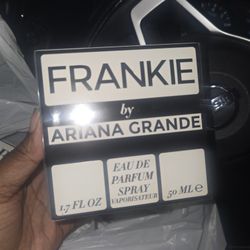 FRANKIE
by
ARIANA GRANDE
1.7 FL OZ
EAU DE
PARFUM
SPRAY
VAPORISATEUR
50 ML e